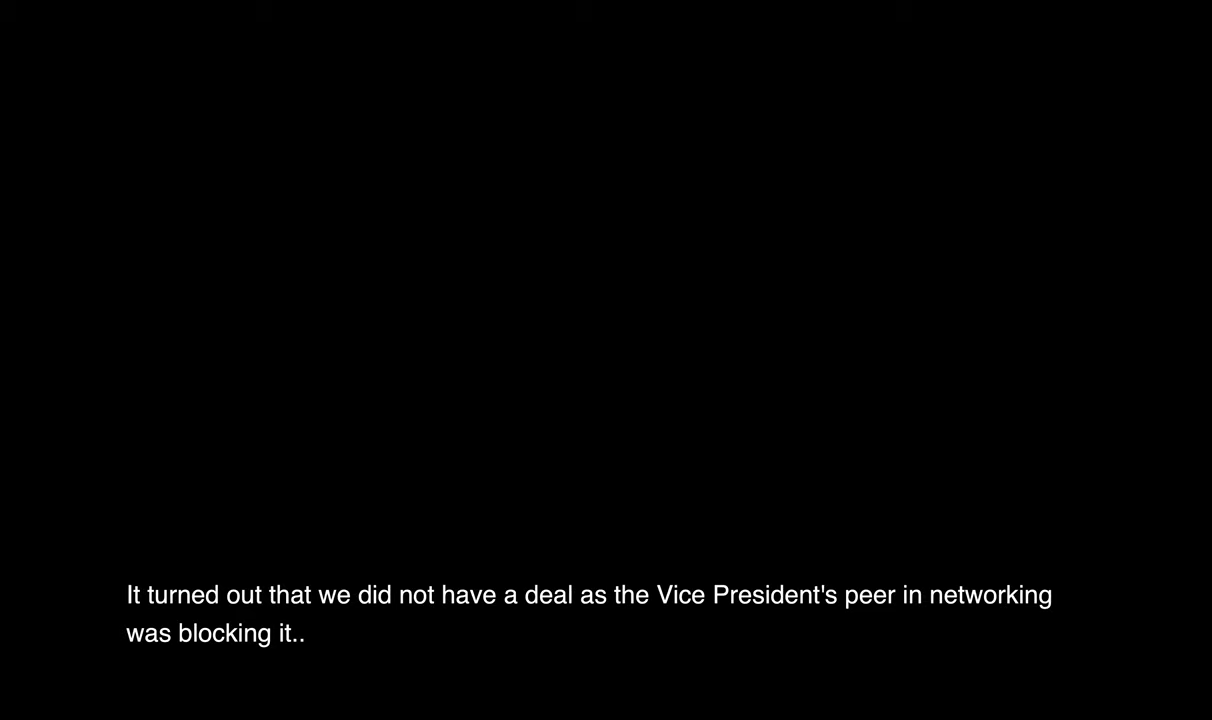 It turned out that we did not have a deal as the Vice President's peer in networking
was blocking it..